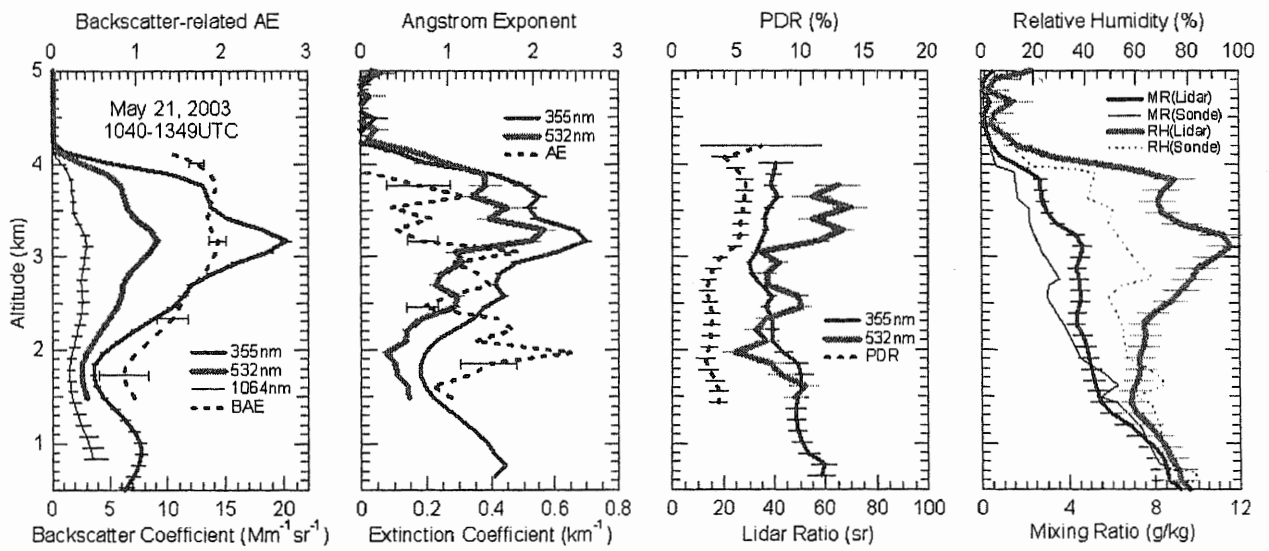 Backscatter-related AE
0 1 2 3
Angstrom Exponent
0 1 2 3
PDR (%)
0 5 10 15 20
Relative Humidity (%)
0 20 40 60 80 100
Altitude (km)
5
4
3
2
1
May 21, 2003
1040-1349UTC
355nm
532nm
1064nm
BAE
355nm
532nm
AE
355nm
532nm
PDR
MR(Lidar)
MR(Sonde)
RH(Lidar)
RH(Sonde)
0 5 10 15 20
Backscatter Coefficient (Mm⁻¹sr⁻¹)
0 0.2 0.4 0.6 0.8
Extinction Coefficient (km⁻¹)
0 20 40 60 80 100
Lidar Ratio (sr)
0 4 8 12
Mixing Ratio (g/kg)